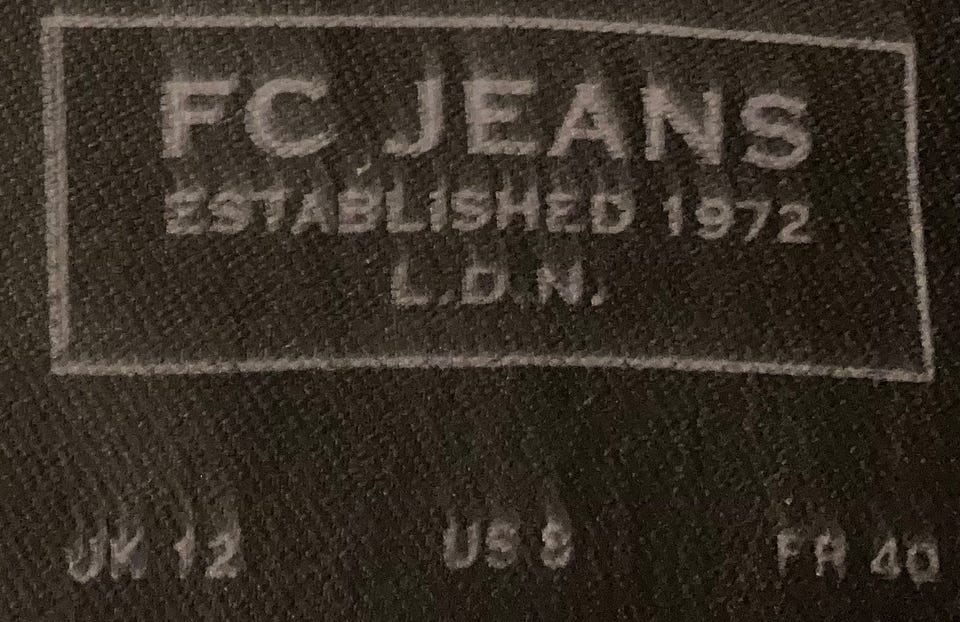 FC JEANS
ESTABLISHED 1972
L.D.N.
UK 12 US 8 FR 40